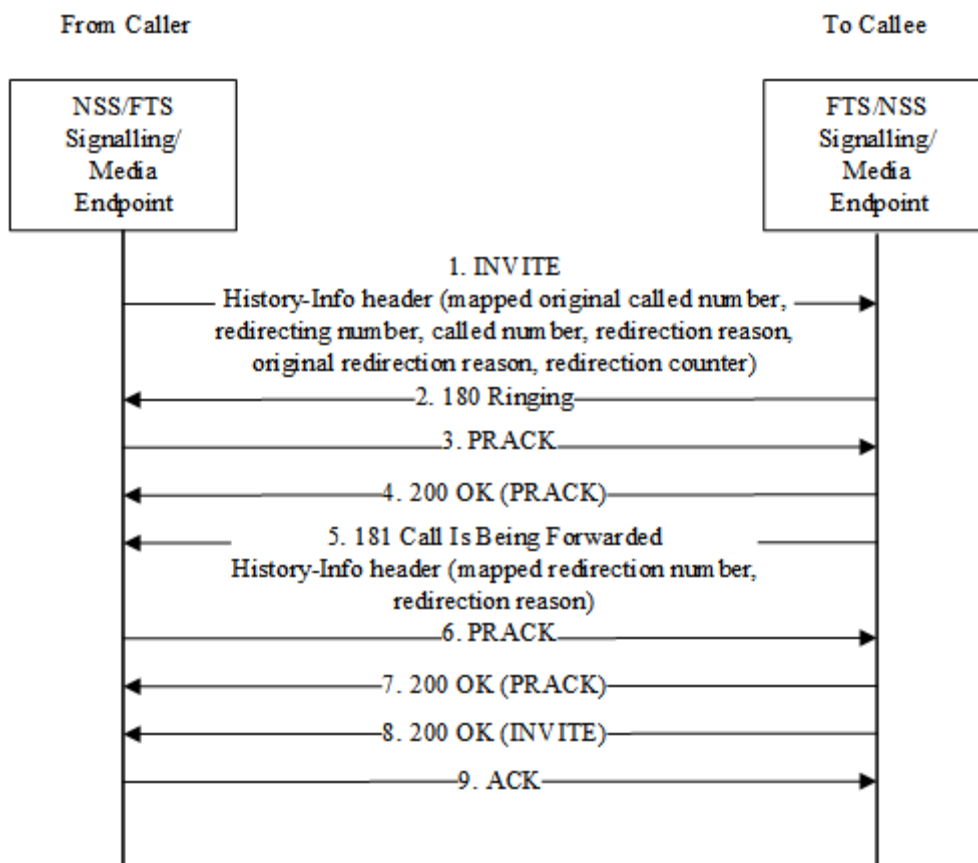 From Caller
To Callee
NSS/FTS
Signalling/
Media
Endpoint
FTS/NSS
Signalling/
Media
Endpoint
1. INVITE
History-Info header (mapped original called number,
redirecting number, called number, redirection reason,
original redirection reason, redirection counter)
2. 180 Ringing
3. PRACK
4. 200 OK (PRACK)
5. 181 Call Is Being Forwarded
History-Info header (mapped redirection number,
redirection reason)
6. PRACK
7. 200 OK (PRACK)
8. 200 OK (INVITE)
9. ACK